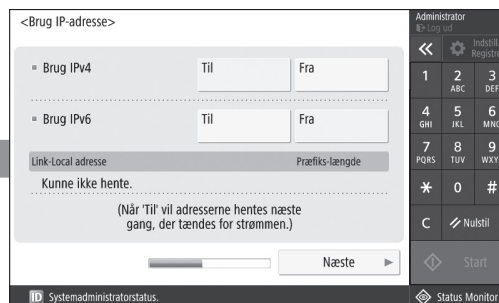 <Brug IP-adresse>
Brug IPv4 Til Fra
Brug IPv6 Til Fra
Link-Local adresse Præfiks-længde
Kunne ikke hente.
(Når 'Til' vil adresserne hentes næste
gang, der tændes for strømmen.)
Næste
ID Systemadministratorstatus.
Administrator
Log ud
Indstill.
Registre
1 2 3
ABC DEF
4 5 6
GHI JKL MNO
7 8 9
PQRS TUV WXY
* 0 #
C Nulstil
Start
Status Monitor